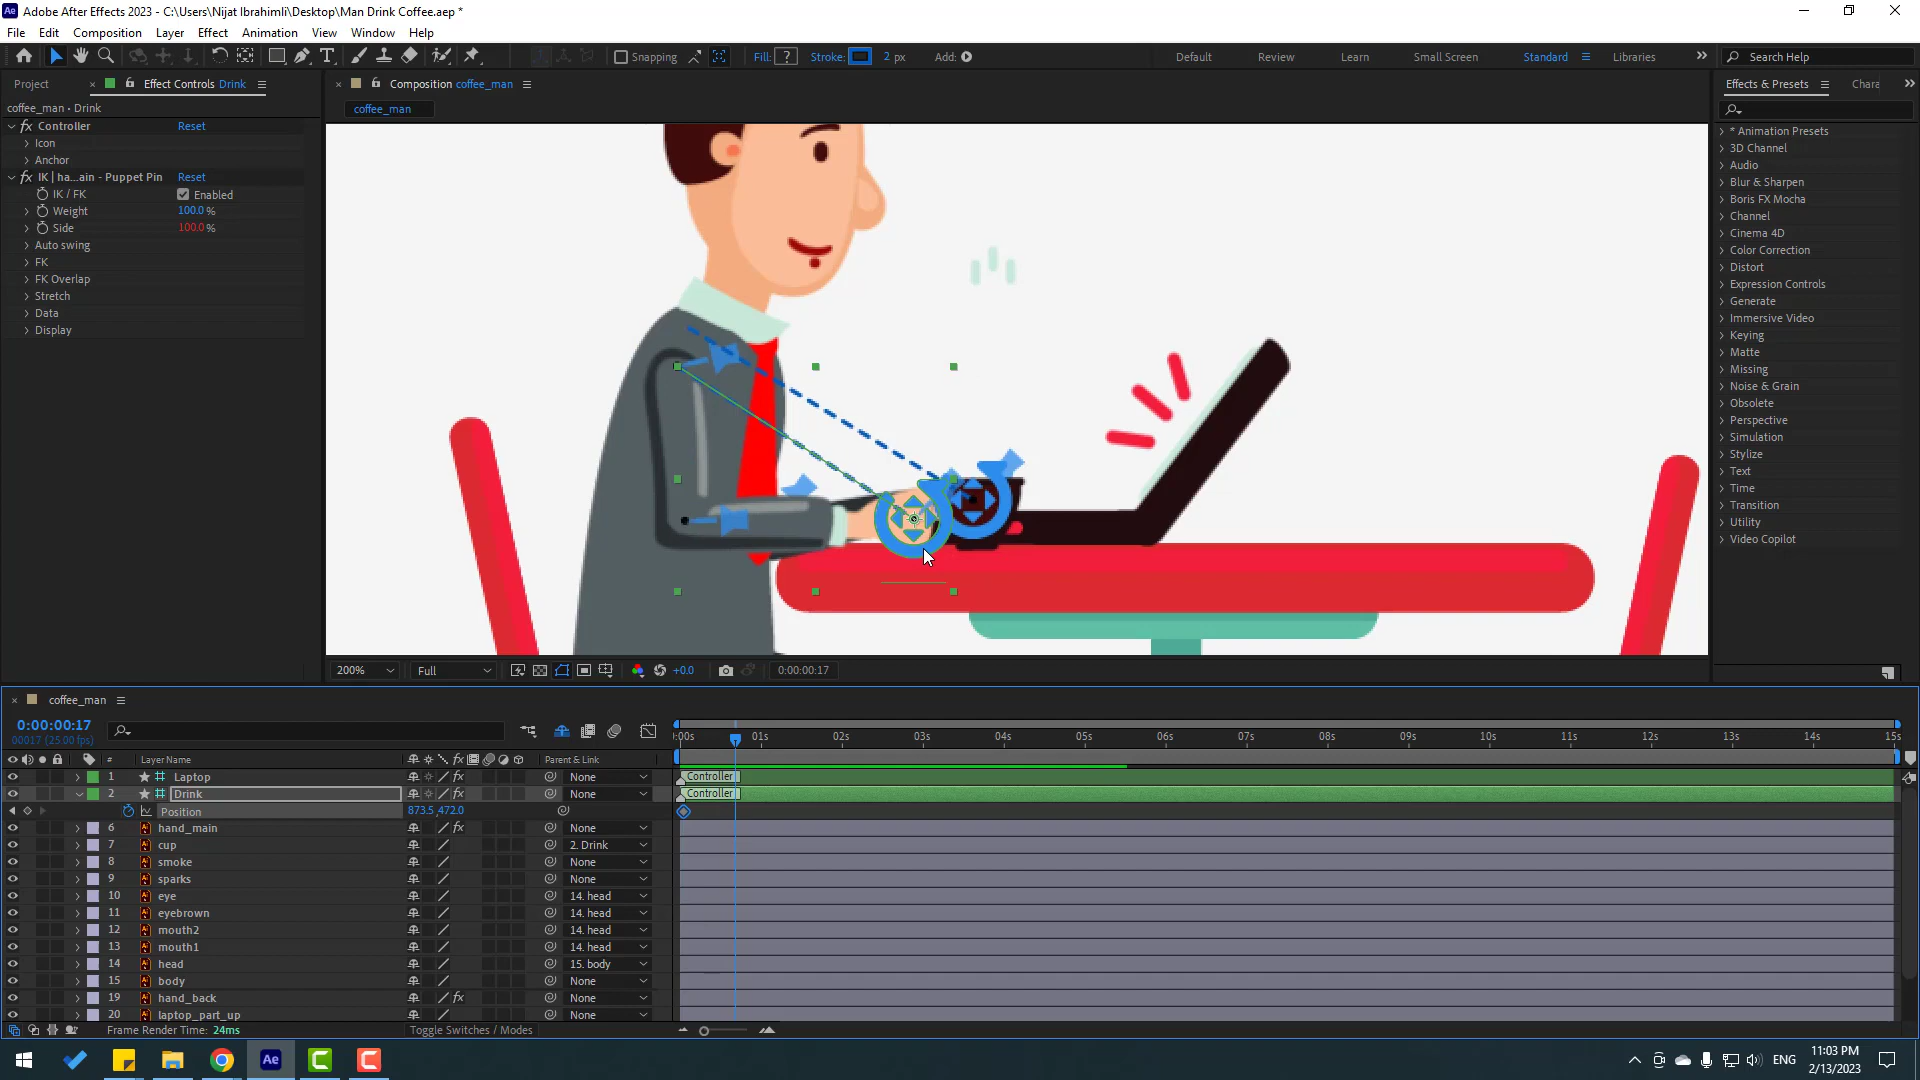 Adobe After Effects 2023 - C:\Users\Nijat Ibrahimli\Desktop\Man Drink Coffee.aep *
File Edit Composition Layer Effect Animation View Window Help
Snapping Fill: ? Stroke: 2 px Add: Default Review Learn Small Screen Standard Libraries Search Help
Project Effect Controls Drink Composition coffee_man Effects & Presets Chara
coffee_man • Drink
coffee_man
Controller Reset
Icon
Anchor
IK | ha...ain - Puppet Pin Reset
IK / FK Enabled
Weight 100.0 %
Side 100.0 %
Auto swing
FK
FK Overlap
Stretch
Data
Display
* Animation Presets
3D Channel
Audio
Blur & Sharpen
Boris FX Mocha
Channel
Cinema 4D
Color Correction
Distort
Expression Controls
Generate
Immersive Video
Keying
Matte
Missing
Noise & Grain
Obsolete
Perspective
Simulation
Stylize
Text
Time
Transition
Utility
Video Copilot
200% Full +0.0 0:00:00:17
coffee_man
0:00:00:17
00017 (25.00 fps)
:00s 01s 02s 03s 04s 05s 06s 07s 08s 09s 10s 11s 12s 13s 14s 15s
# Layer Name fx Parent & Link
1 Laptop fx None Controller
2 Drink fx None Controller
Position 873.5,472.0
6 hand_main fx None
7 cup 2. Drink
8 smoke None
9 sparks None
10 eye 14. head
11 eyebrown 14. head
12 mouth2 14. head
13 mouth1 14. head
14 head 15. body
15 body None
19 hand_back fx None
20 laptop_part_up None
Frame Render Time: 24ms Toggle Switches / Modes
Ae
ENG
11:03 PM
2/13/2023